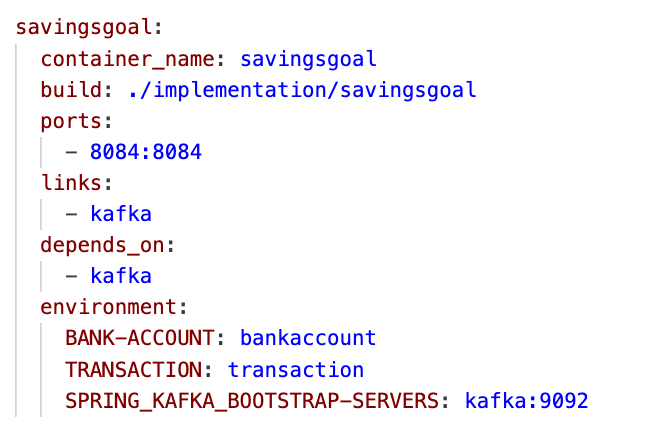 savingsgoal:
container_name: savingsgoal
build: ./implementation/savingsgoal
ports:
- 8084:8084
links:
- kafka
depends_on:
- kafka
environment:
BANK-ACCOUNT: bankaccount
TRANSACTION: transaction
SPRING_KAFKA_BOOTSTRAP-SERVERS: kafka:9092